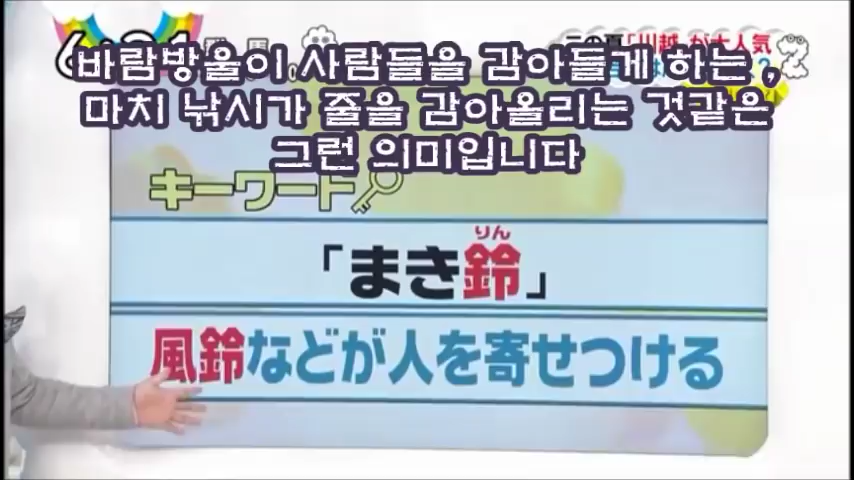 바람방울이 사람들을 감아들게 하는 ,
마치 낚시가 줄을 감아올리는 것같은
그런 의미입니다
キーワード
りん
「まき鈴」
風鈴などが人を寄せつける